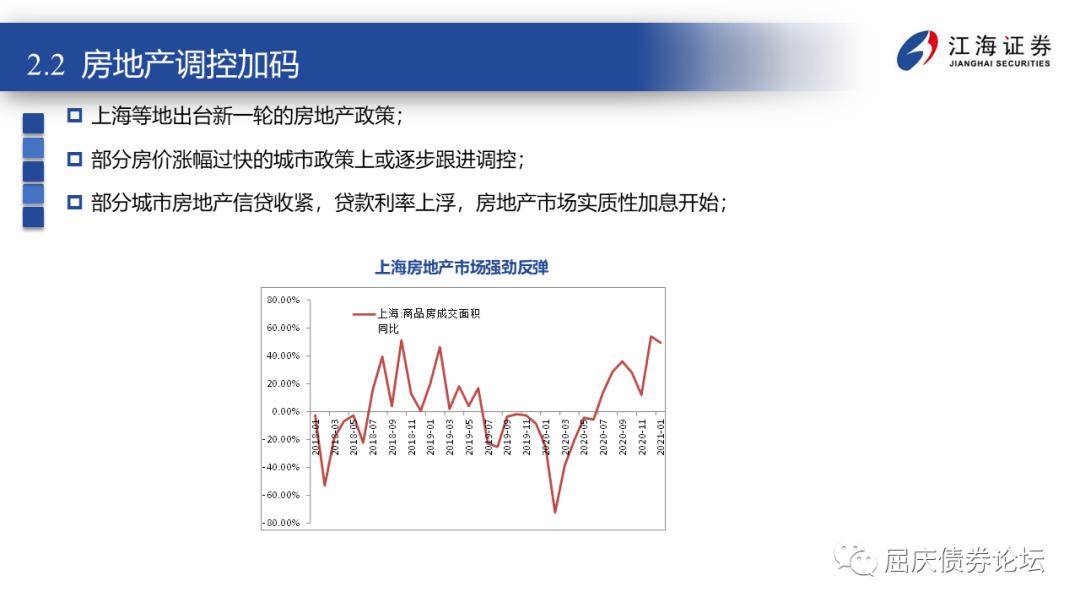 2.2 房地产调控加码
江海证券
JIANGHAI SECURITIES
上海等地出台新一轮的房地产政策；
部分房价涨幅过快的城市政策上或逐步跟进调控；
部分城市房地产信贷收紧，贷款利率上浮，房地产市场实质性加息开始；
上海房地产市场强劲反弹
上海:商品房成交面积
同比
80.00%
60.00%
40.00%
20.00%
0.00%
-20.00%
-40.00%
-60.00%
-80.00%
2018-01
2018-03
2018-05
2018-07
2018-09
2018-11
2019-01
2019-03
2019-05
2019-07
2019-09
2019-11
2020-01
2020-03
2020-05
2020-07
2020-09
2020-11
2021-01
屈庆债券论坛